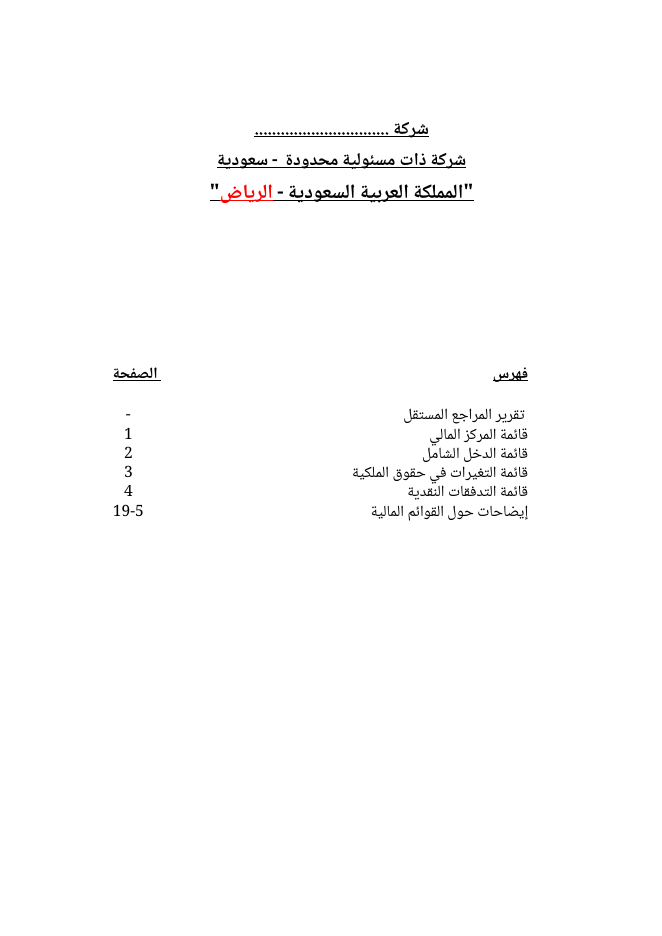 شركة ...............................
شركة ذات مسئولية محدودة - سعودية
"المملكة العربية السعودية - الرياض"
فهرس الصفحة
تقرير المراجع المستقل -
قائمة المركز المالي 1
قائمة الدخل الشامل 2
قائمة التغيرات في حقوق الملكية 3
قائمة التدفقات النقدية 4
إيضاحات حول القوائم المالية 5-19